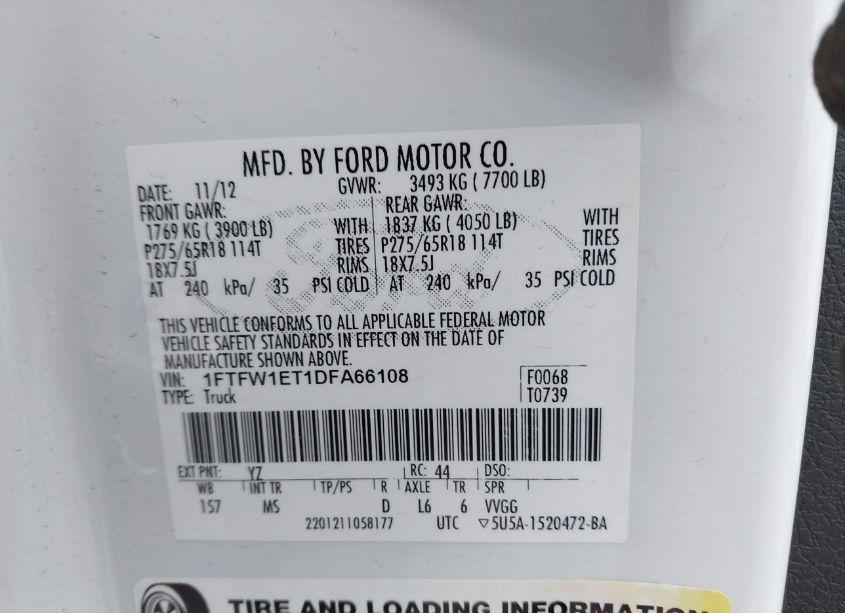 MFD. BY FORD MOTOR CO.
DATE: 11/12 GVWR: 3493 KG ( 7700 LB)
FRONT GAWR: REAR GAWR:
1769 KG ( 3900 LB) WITH 1837 KG ( 4050 LB) WITH
P275/65R18 114T TIRES P275/65R18 114T TIRES
18X7.5J RIMS 18X7.5J RIMS
AT 240 kPa/ 35 PSI COLD AT 240 kPa/ 35 PSI COLD
THIS VEHICLE CONFORMS TO ALL APPLICABLE FEDERAL MOTOR
VEHICLE SAFETY STANDARDS IN EFFECT ON THE DATE OF
MANUFACTURE SHOWN ABOVE.
VIN: 1FTFW1ET1DFA66108 F0068
TYPE: Truck T0739
EXT PNT: YZ RC: 44 DSO:
WB INT TR TP/PS R AXLE TR SPR
157 MS D L6 6 VVGG
2201211058177 UTC ▽5U5A-1520472-BA
TIRE AND LOADING INFORMATION